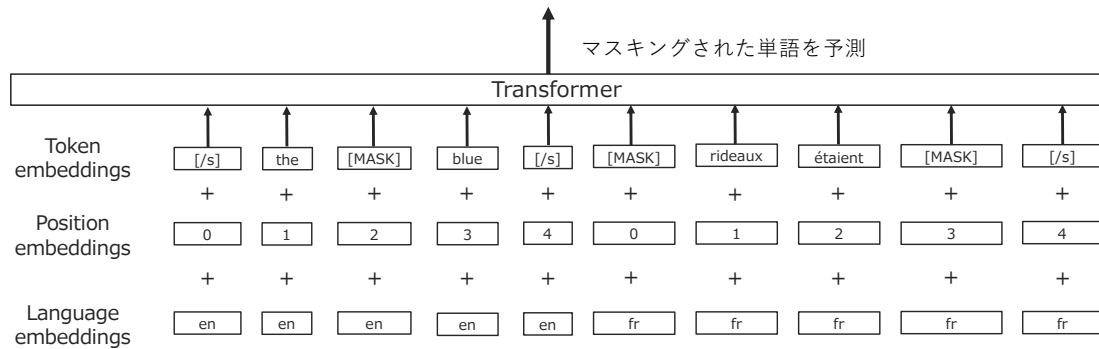 マスキングされた単語を予測
Transformer
Token
embeddings
[/s] the [MASK] blue [/s] [MASK] rideaux étaient [MASK] [/s]
+ + + + + + + + + +
Position
embeddings
0 1 2 3 4 0 1 2 3 4
+ + + + + + + + + +
Language
embeddings
en en en en en fr fr fr fr fr